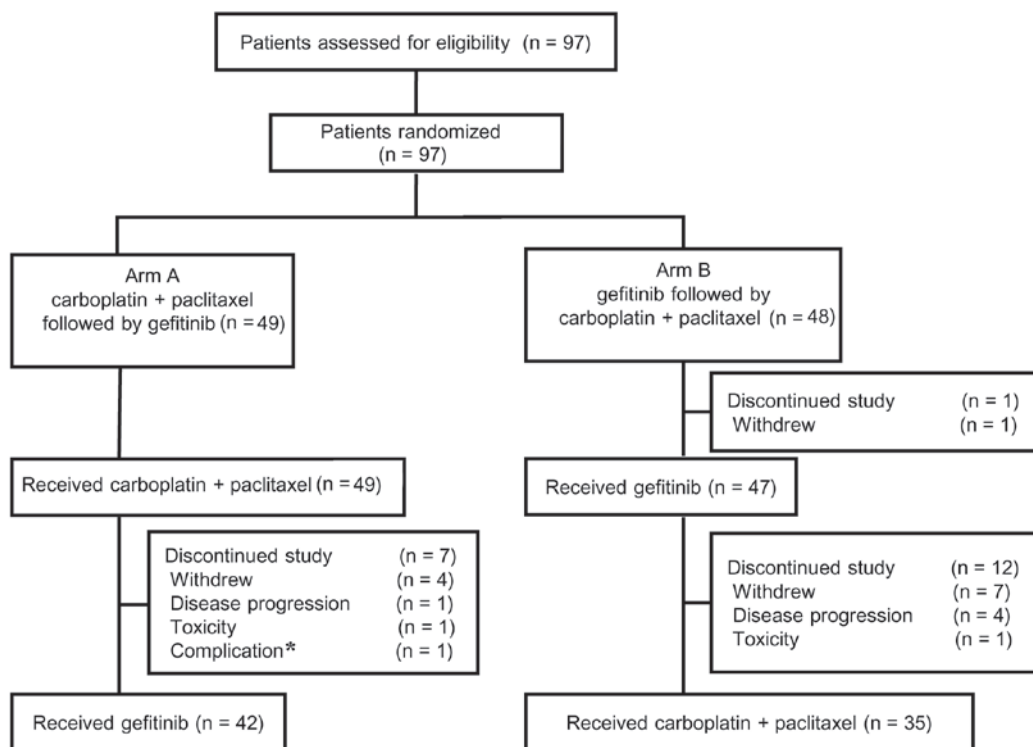 Patients assessed for eligibility (n = 97)
Patients randomized
(n = 97)
Arm A
carboplatin + paclitaxel
followed by gefitinib (n = 49)
Arm B
gefitinib followed by
carboplatin + paclitaxel (n = 48)
Discontinued study (n = 1)
Withdrew (n = 1)
Received carboplatin + paclitaxel (n = 49)
Received gefitinib (n = 47)
Discontinued study (n = 7)
Withdrew (n = 4)
Disease progression (n = 1)
Toxicity (n = 1)
Complication* (n = 1)
Discontinued study (n = 12)
Withdrew (n = 7)
Disease progression (n = 4)
Toxicity (n = 1)
Received gefitinib (n = 42)
Received carboplatin + paclitaxel (n = 35)